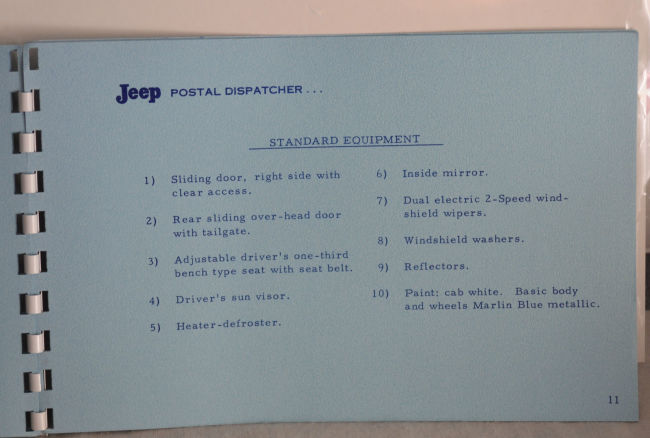 Jeep POSTAL DISPATCHER...
STANDARD EQUIPMENT
1) Sliding door, right side with
clear access.
2) Rear sliding over-head door
with tailgate.
3) Adjustable driver's one-third
bench type seat with seat belt.
4) Driver's sun visor.
5) Heater-defroster.
6) Inside mirror.
7) Dual electric 2-Speed wind-
shield wipers.
8) Windshield washers.
9) Reflectors.
10) Paint: cab white. Basic body
and wheels Marlin Blue metallic.
11